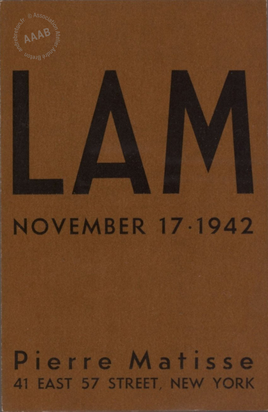 AAAB
LAM
NOVEMBER 17·1942
Pierre Matisse
41 EAST 57 STREET, NEW YORK